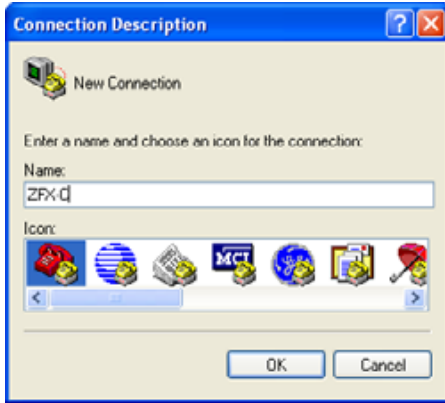 Connection Description
New Connection
Enter a name and choose an icon for the connection:
Name:
ZFX-C
Icon:
MCI
OK
Cancel